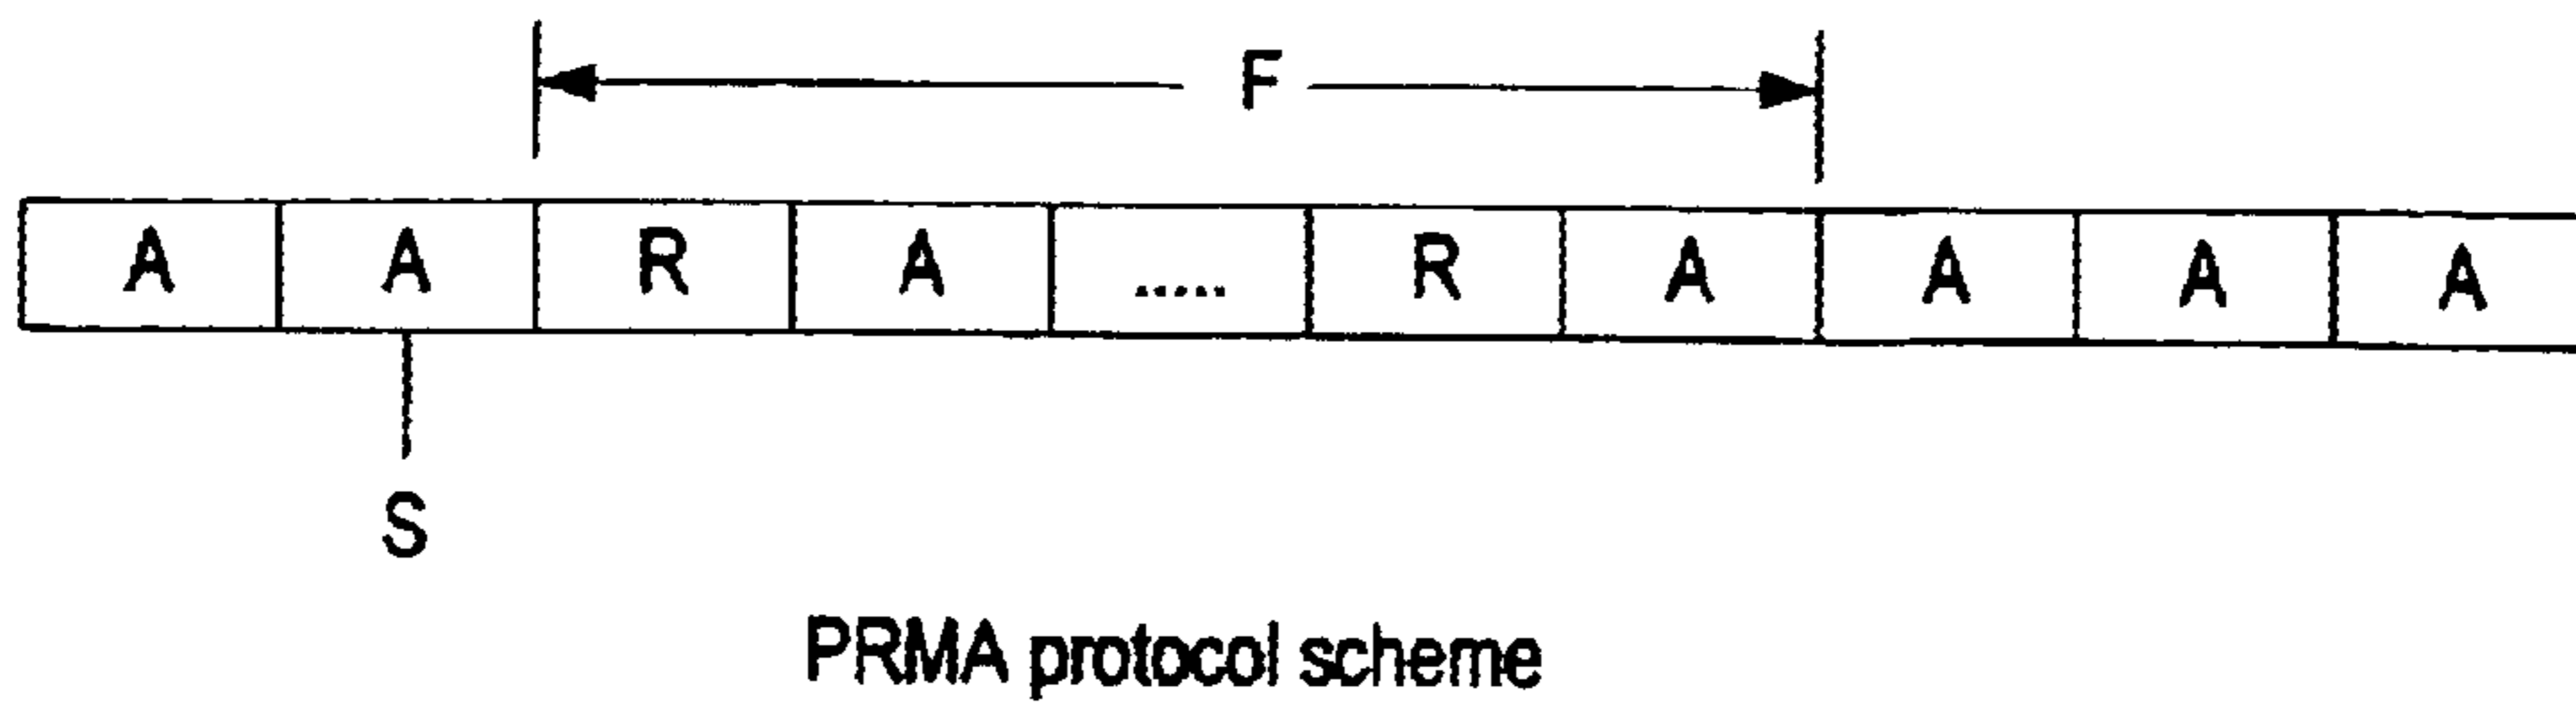 F
A A R A ..... R A A A A
S
PRMA protocol scheme